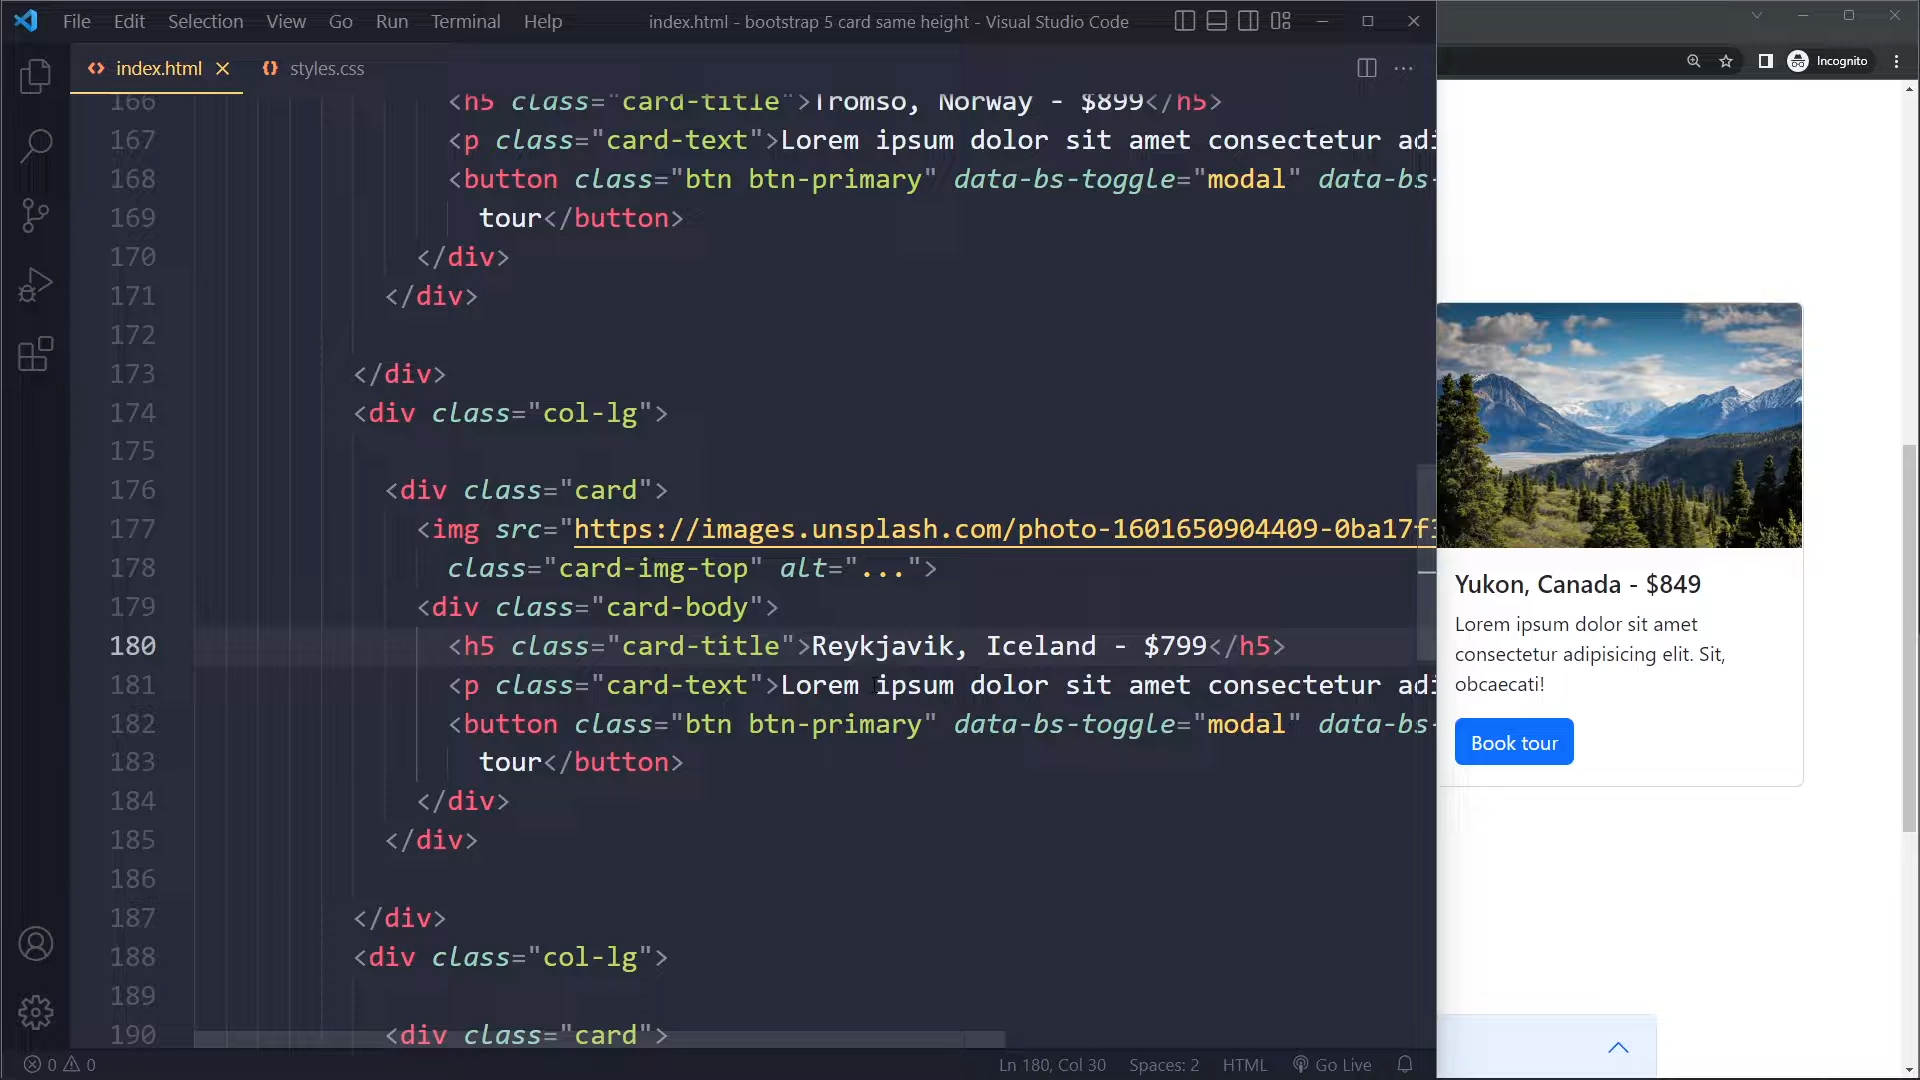 File Edit Selection View Go Run Terminal Help index.html - bootstrap 5 card same height - Visual Studio Code
index.html styles.css
Incognito
166 <h5 class="card-title">Tromso, Norway - $899</h5>
167 <p class="card-text">Lorem ipsum dolor sit amet consectetur adi
168 <button class="btn btn-primary" data-bs-toggle="modal" data-bs-
169 tour</button>
170 </div>
171 </div>
172
173 </div>
174 <div class="col-lg">
175
176 <div class="card">
177 <img src="https://images.unsplash.com/photo-1601650904409-0ba17f
178 class="card-img-top" alt="...">
179 <div class="card-body">
180 <h5 class="card-title">Reykjavik, Iceland - $799</h5>
181 <p class="card-text">Lorem ipsum dolor sit amet consectetur adi
182 <button class="btn btn-primary" data-bs-toggle="modal" data-bs-
183 tour</button>
184 </div>
185 </div>
186
187 </div>
188 <div class="col-lg">
189
190 <div class="card">
Yukon, Canada - $849
Lorem ipsum dolor sit amet
consectetur adipisicing elit. Sit,
obcaecati!
Book tour
0 0 Ln 180, Col 30 Spaces: 2 HTML Go Live